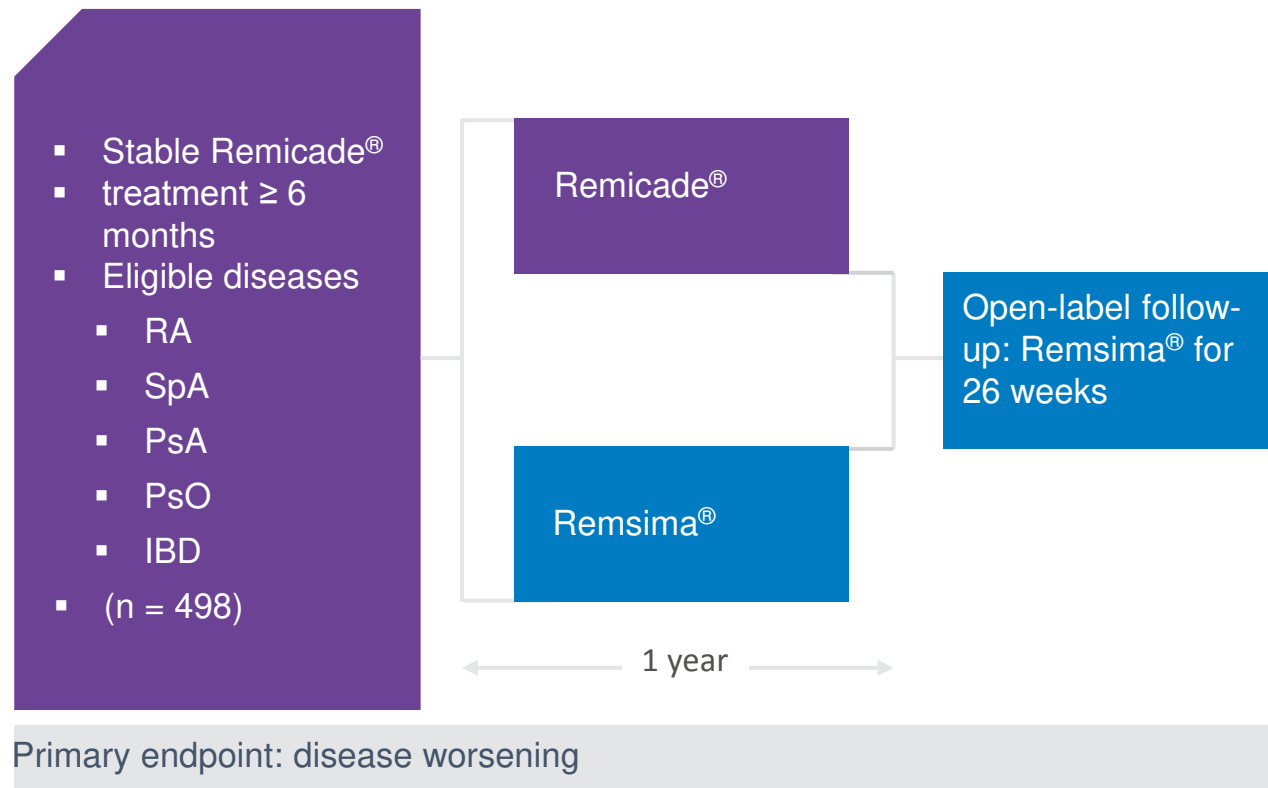 ▪ Stable Remicade®
▪ treatment ≥ 6
months
▪ Eligible diseases
▪ RA
▪ SpA
▪ PsA
▪ PsO
▪ IBD
▪ (n = 498)
Remicade®
Remsima®
1 year
Open-label follow-
up: Remsima® for
26 weeks
Primary endpoint: disease worsening